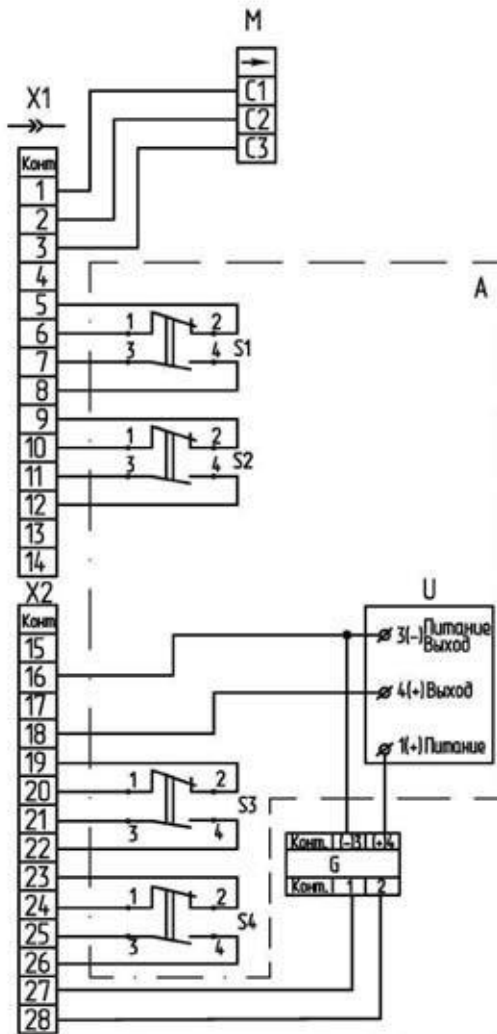 M
X1
C1
C2
C3
Конт
1
2
3
4
A
5
6
1
2
7
3
4
S1
8
9
10
1
2
11
3
4
S2
12
13
14
X2
U
Конт
15
3(-) Питание
Выход
16
17
4(+) Выход
18
1(+) Питание
19
20
1
2
S3
21
3
4
22
Конт. (-)3 (+)4
G
Конт. 1 2
23
24
1
2
S4
25
3
4
26
27
28